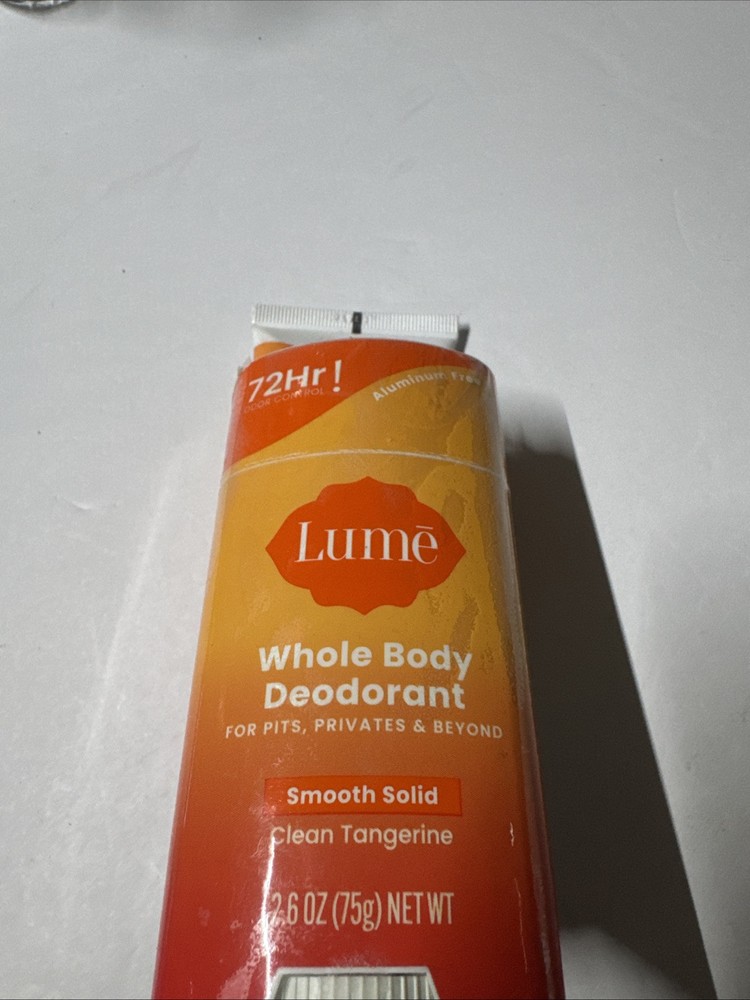 72Hr!
ODOR CONTROL
Aluminum Free
Lumē
Whole Body
Deodorant
FOR PITS, PRIVATES & BEYOND
Smooth Solid
Clean Tangerine
2.6 OZ (75g) NET WT